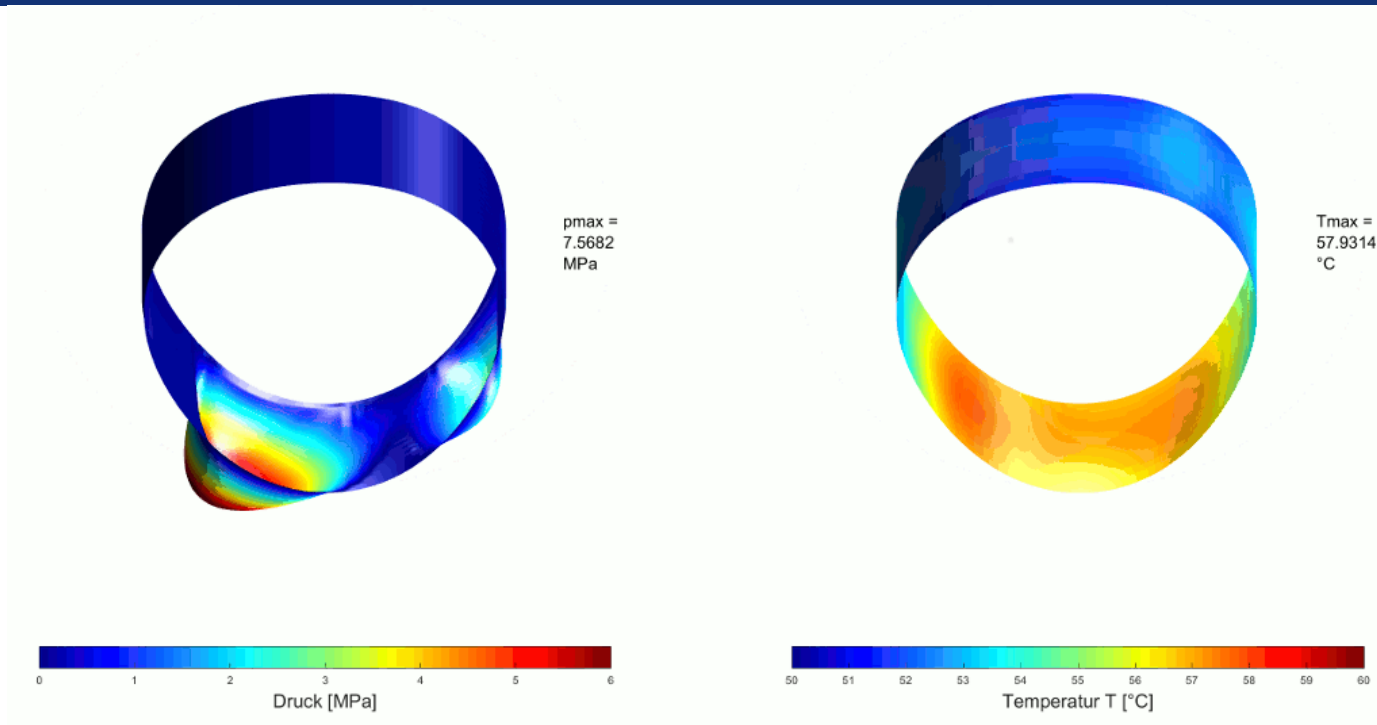 pmax =
7.5682
MPa
Tmax =
57.9314
°C
0 1 2 3 4 5 6
Druck [MPa]
50 51 52 53 54 55 56 57 58 59 60
Temperatur T [°C]